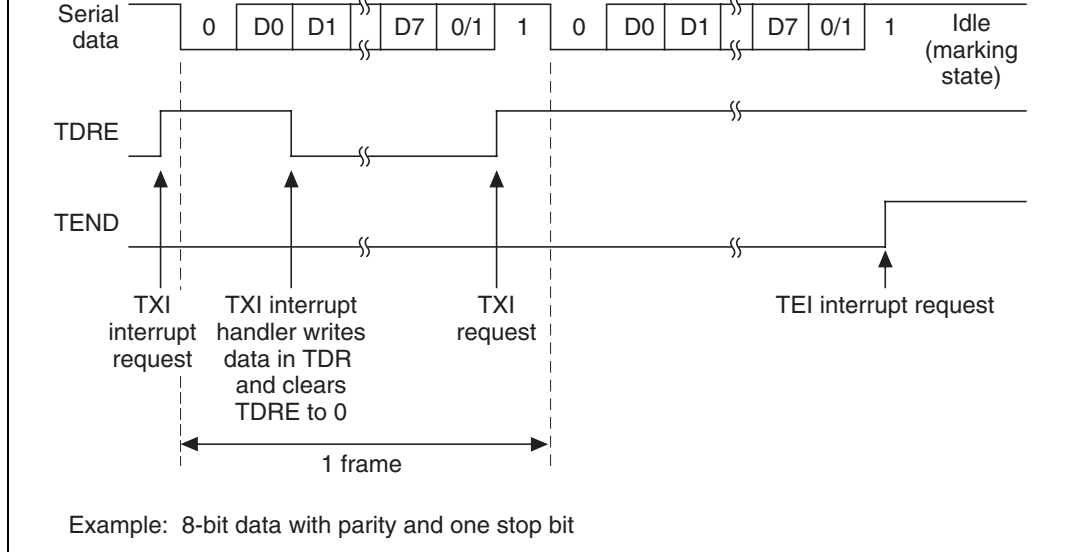 Serial
data
0 D0 D1 D7 0/1 1 0 D0 D1 D7 0/1 1
Idle
(marking
state)
TDRE
TEND
TXI
interrupt
request
TXI interrupt
handler writes
data in TDR
and clears
TDRE to 0
TXI
request
TEI interrupt request
1 frame
Example: 8-bit data with parity and one stop bit